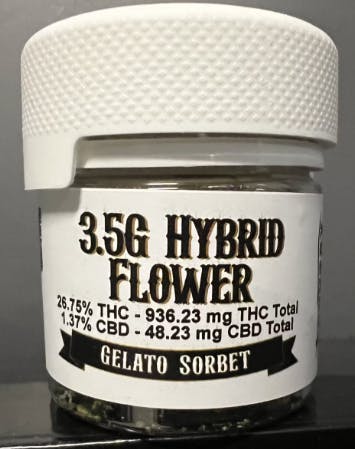 3.5G HYBRID
FLOWER
26.75% THC - 936.23 mg THC Total
1.37% CBD - 48.23 mg CBD Total
GELATO SORBET